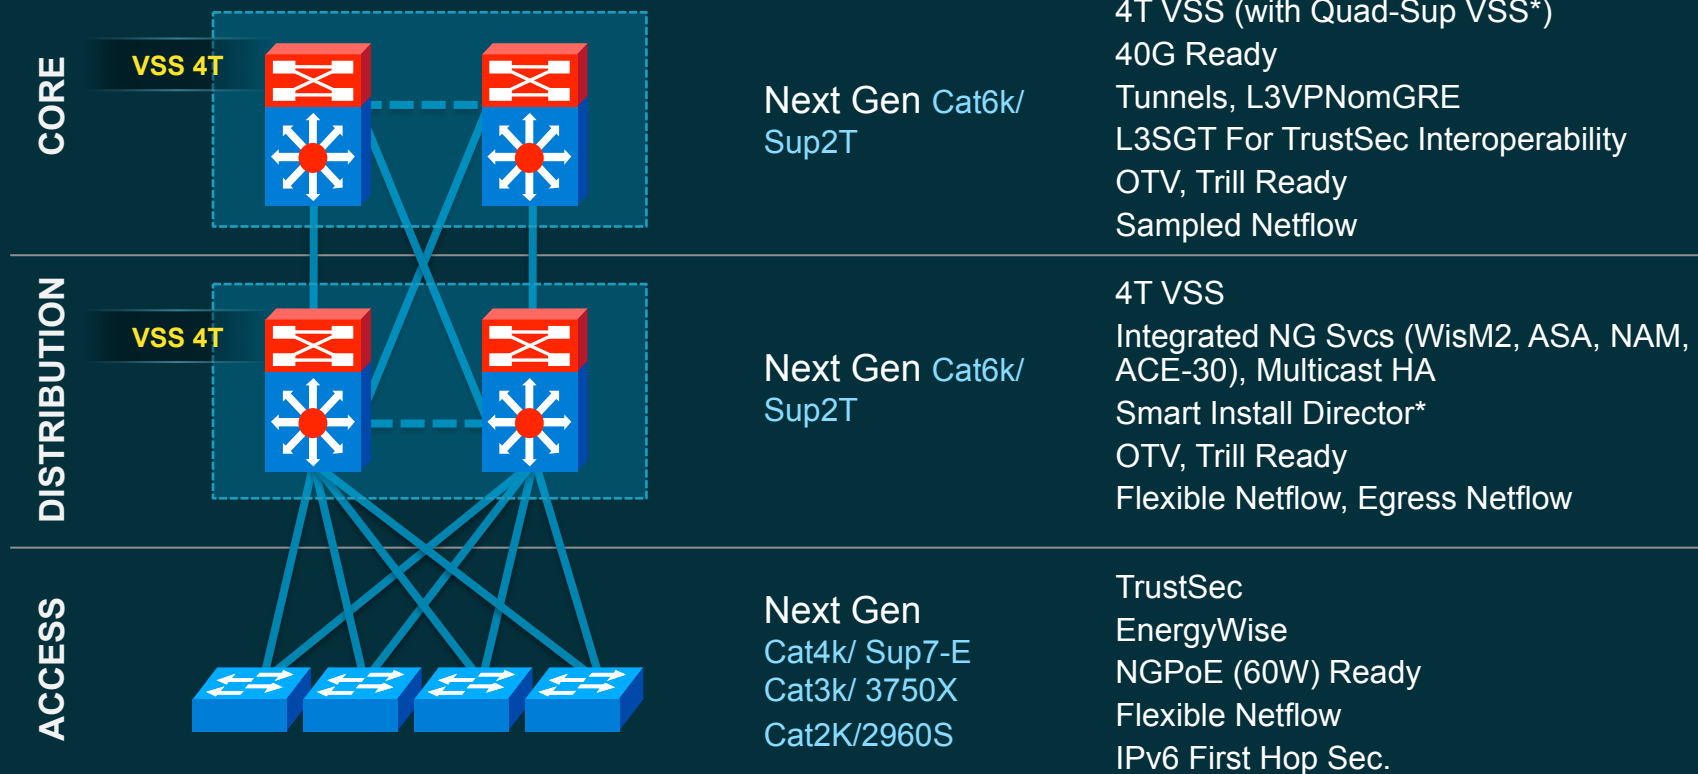 CORE
VSS 4T
Next Gen Cat6k/
Sup2T
4T VSS (with Quad-Sup VSS*)
40G Ready
Tunnels, L3VPNomGRE
L3SGT For TrustSec Interoperability
OTV, Trill Ready
Sampled Netflow
DISTRIBUTION
VSS 4T
Next Gen Cat6k/
Sup2T
4T VSS
Integrated NG Svcs (WisM2, ASA, NAM,
ACE-30), Multicast HA
Smart Install Director*
OTV, Trill Ready
Flexible Netflow, Egress Netflow
ACCESS
Next Gen
Cat4k/ Sup7-E
Cat3k/ 3750X
Cat2K/2960S
TrustSec
EnergyWise
NGPoE (60W) Ready
Flexible Netflow
IPv6 First Hop Sec.